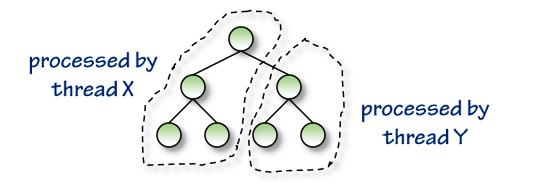 processed by
thread X
processed by
thread Y